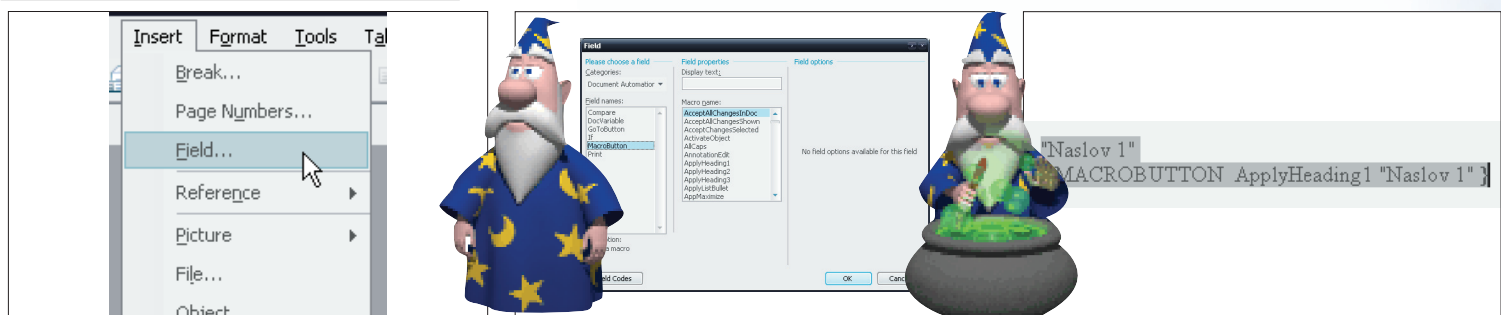 Insert Format Tools
Break...
Page Numbers...
Field...
Reference
Picture
File...
Object
Field
Please choose a field
Categories:
Document Automation
Field names:
Compare
DocVariable
GoToButton
If
MacroButton
Print
a macro
Field properties
Display text:
Macro name:
AcceptAllChangesInDoc
AcceptAllChangesShown
AcceptChangesSelected
ActivateObject
AllCaps
AnnotationEdit
ApplyHeading1
ApplyHeading2
ApplyHeading3
ApplyListBullet
AppMaximize
Field options
No field options available for this field
Codes
OK
"Naslov 1"
MACROBUTTON ApplyHeading1 "Naslov 1" }